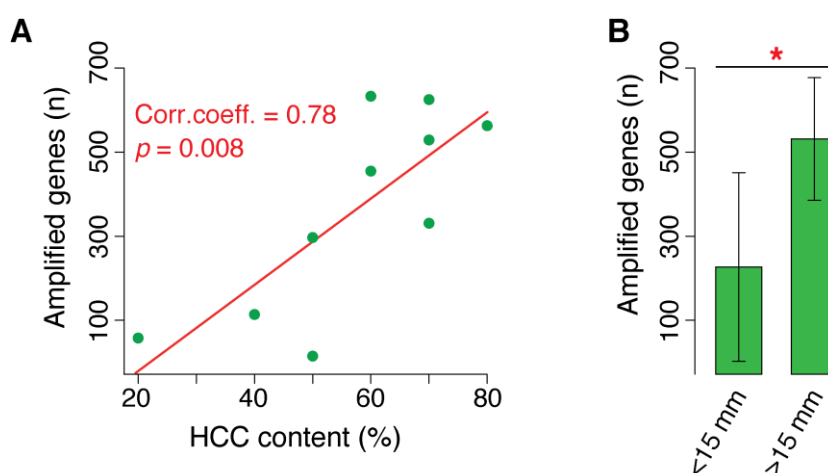 A
Amplified genes (n)
700
500
300
100
Corr.coeff. = 0.78
p = 0.008
20
40
60
80
HCC content (%)
B
Amplified genes (n)
700
500
300
100
*
<15 mm
>15 mm